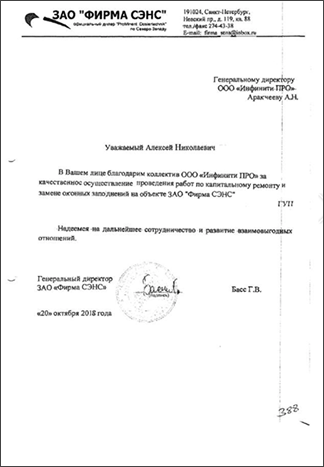 ЗАО "ФИРМА СЭНС"
официальный дилер "ProMinent Dosiertechnik"
по Северо-Западу
191024, Санкт-Петербург,
Невский пр., д. 119, кв. 88
тел./факс 274-43-38
E-mail: firma_sens@inbox.ru
Генеральному директору
ООО «Инфинити ПРО»
Аракчееву А.Н.
Уважаемый Алексей Николаевич
В Вашем лице благодарим коллектив ООО «Инфинити ПРО» за
качественное осуществление проведения работ по капитальному ремонту и
замене оконных заполнений на объекте ЗАО "Фирма СЭНС"
ГУП
Надеемся на дальнейшее сотрудничество и развитие взаимовыгодных
отношений.
Генеральный директор
ЗАО «Фирма СЭНС»
Басс Г.В.
«20» октября 2018 года
388